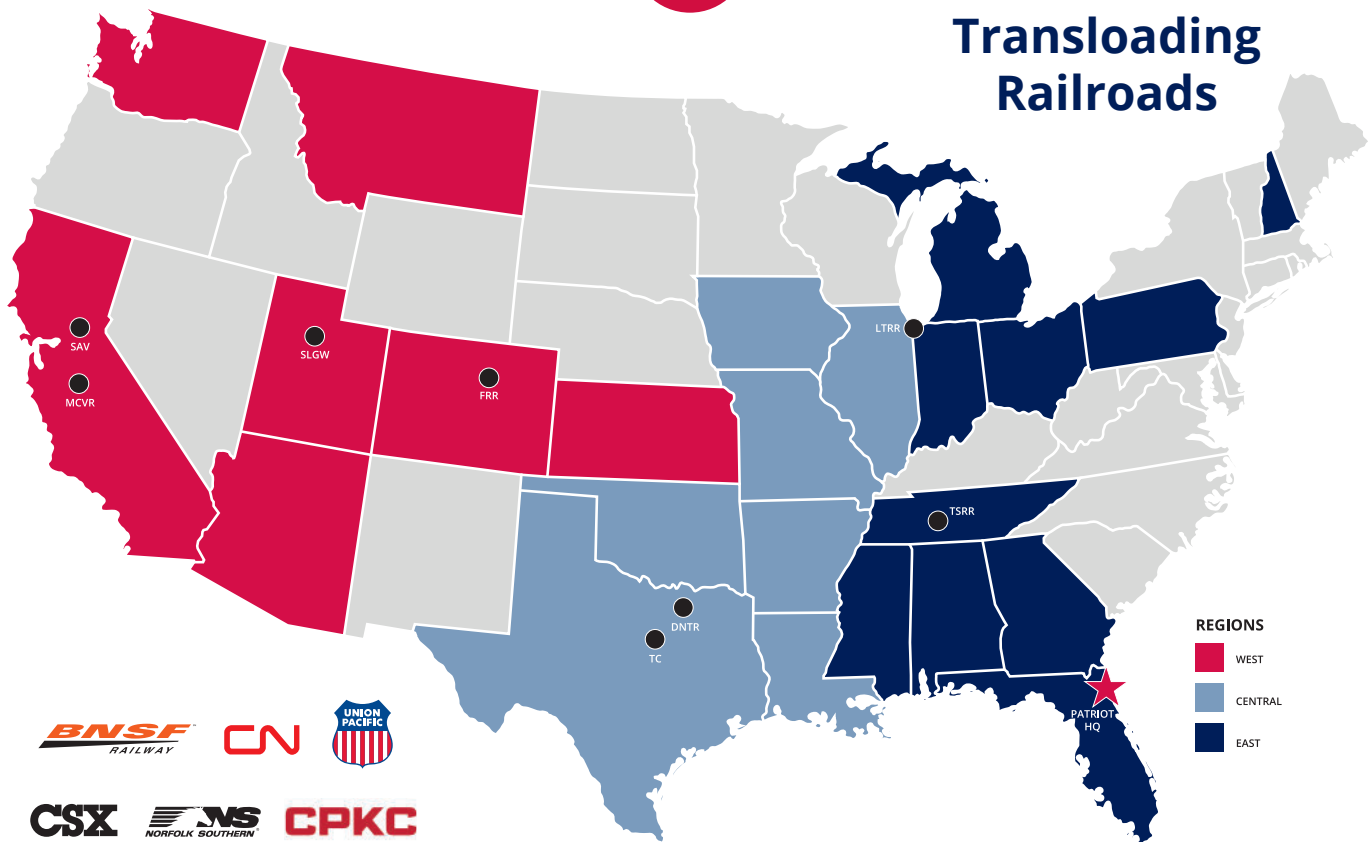 Transloading
Railroads
SAV
MCVR
SLGW
FRR
LTRR
TSRR
DNTR
TC
PATRIOT
HQ
REGIONS
WEST
CENTRAL
EAST
BNSF
RAILWAY
CN
UNION
PACIFIC
CSX
NS
NORFOLK SOUTHERN
CPKC